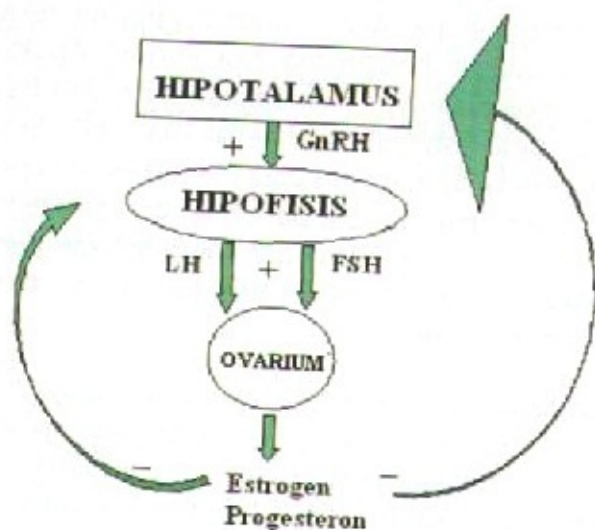 HIPOTALAMUS
+ GnRH
HIPOFISIS
LH + FSH
OVARIUM
- Estrogen -
Progesteron